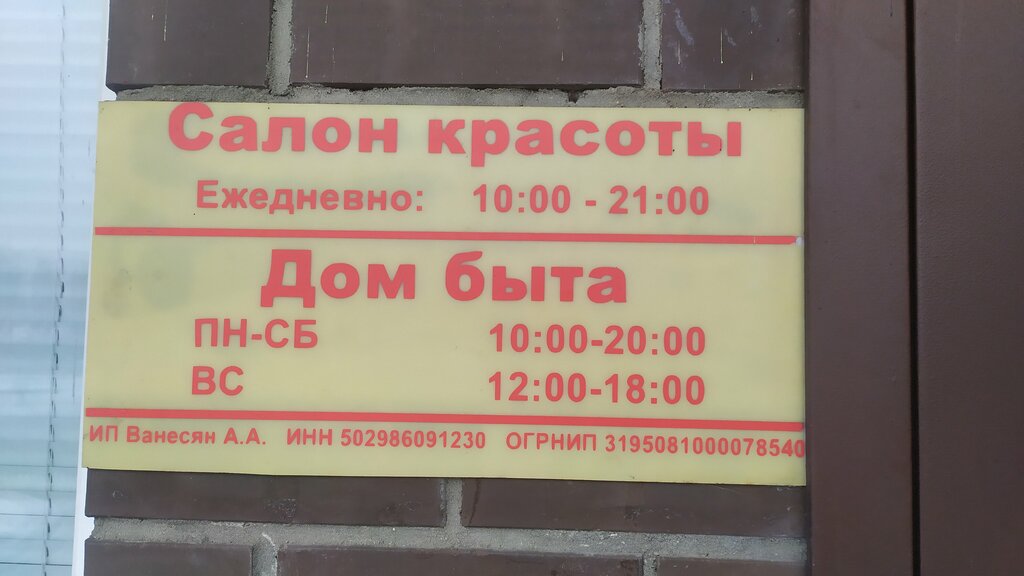 Салон красоты
Ежедневно: 10:00 - 21:00
Дом быта
ПН-СБ 10:00-20:00
ВС 12:00-18:00
ИП Ванесян А.А. ИНН 502986091230 ОГРНИП 3195081000078540